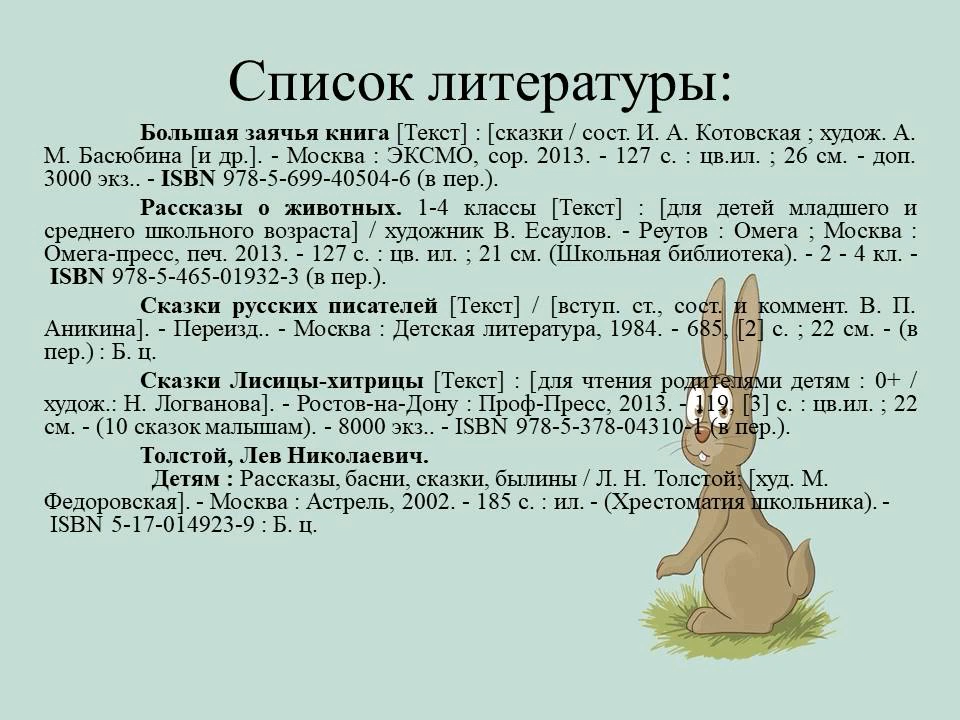 Список литературы:
Большая заячья книга [Текст] : [сказки / сост. И. А. Котовская ; худож. А.
М. Басюбина [и др.]. - Москва : ЭКСМО, сор. 2013. - 127 с. : цв.ил. ; 26 см. - доп.
3000 экз.. - ISBN 978-5-699-40504-6 (в пер.).
Рассказы о животных. 1-4 классы [Текст] : [для детей младшего и
среднего школьного возраста] / художник В. Есаулов. - Реутов : Омега ; Москва :
Омега-пресс, печ. 2013. - 127 с. : цв. ил. ; 21 см. (Школьная библиотека). - 2 - 4 кл. -
ISBN 978-5-465-01932-3 (в пер.).
Сказки русских писателей [Текст] / [вступ. ст., сост. и коммент. В. П.
Аникина]. - Переизд.. - Москва : Детская литература, 1984. - 685, [2] с. ; 22 см. - (в
пер.) : Б. ц.
Сказки Лисицы-хитрицы [Текст] : [для чтения родителями детям : 0+ /
худож.: Н. Логванова]. - Ростов-на-Дону : Проф-Пресс, 2013. - 119, [3] с. : цв.ил. ; 22
см. - (10 сказок малышам). - 8000 экз.. - ISBN 978-5-378-04310-1 (в пер.).
Толстой, Лев Николаевич.
Детям : Рассказы, басни, сказки, былины / Л. Н. Толстой; [худ. М.
Федоровская]. - Москва : Астрель, 2002. - 185 с. : ил. - (Хрестоматия школьника). -
ISBN 5-17-014923-9 : Б. ц.